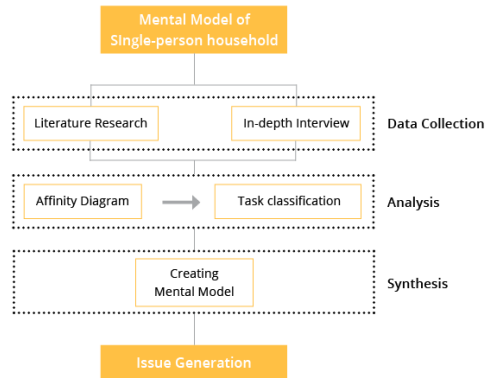 Mental Model of
SIngle-person household
Literature Research
In-depth Interview
Data Collection
Affinity Diagram
Task classification
Analysis
Creating
Mental Model
Synthesis
Issue Generation